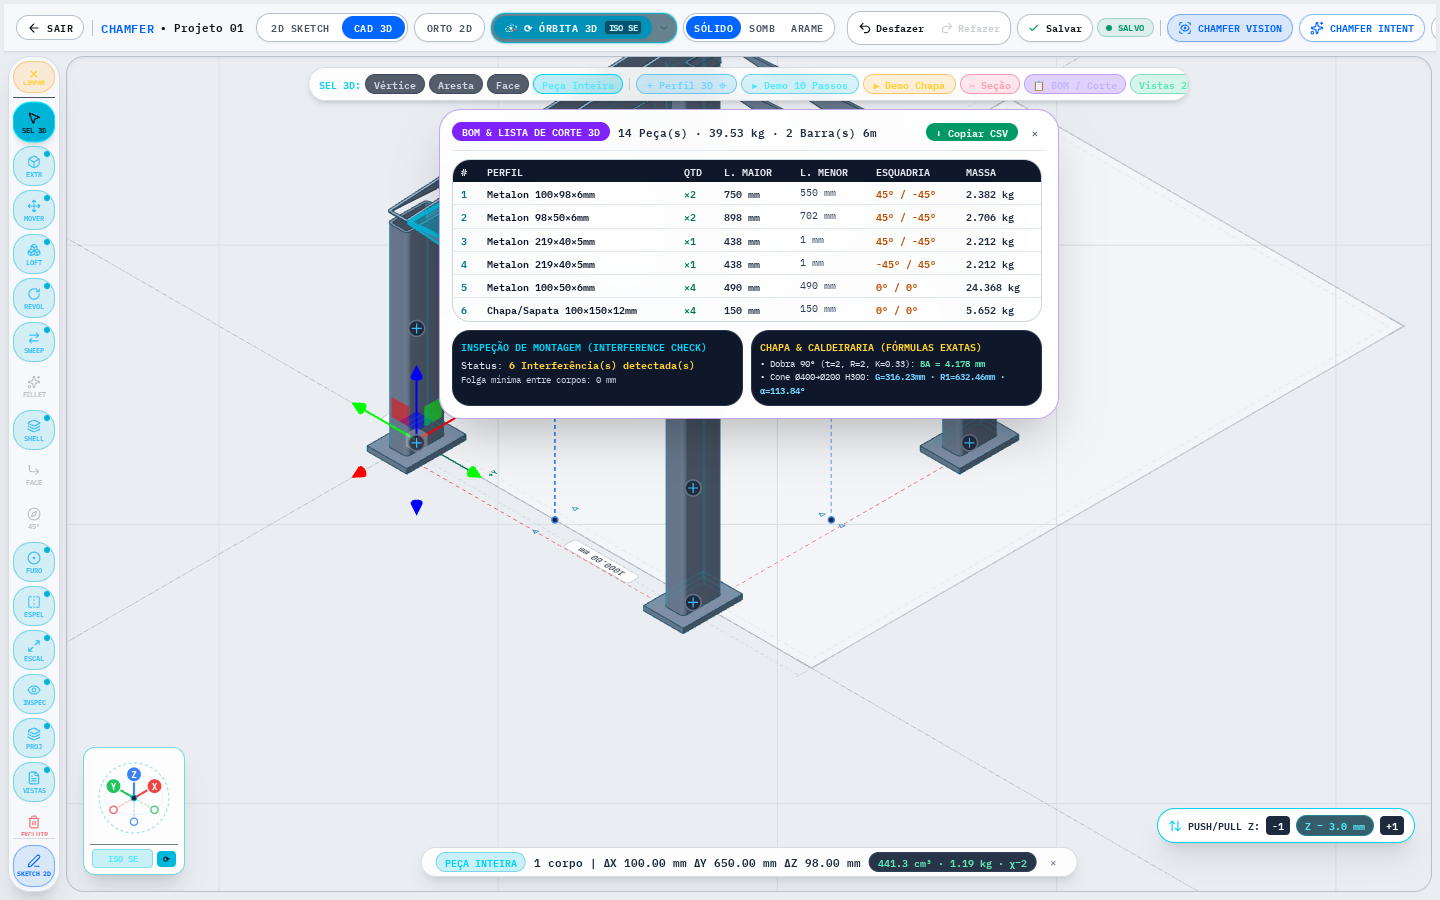 SAIR
CHAMFER • Projeto 01
2D SKETCH
CAD 3D
ORTO 2D
⟳ ÓRBITA 3D ISO SE
SÓLIDO
SOMB
ARAME
Desfazer
Refazer
Salvar
SALVO
CHAMFER VISION
CHAMFER INTENT
SEL 3D:
Vértice
Aresta
Face
Peça Inteira
+ Perfil 3D ✥
▶ Demo 10 Passos
▶ Demo Chapa
✂ Seção
📋 BOM / Corte
Vistas 2
LIMPAR
SEL 3D
EXTR
MOVER
LOFT
REVOL
SWEEP
FILLET
SHELL
FACE
45°
FURO
ESPEL
ESCAL
INSPEC
PROJ
VISTAS
EXCLUIR
SKETCH 2D
BOM & LISTA DE CORTE 3D
14 Peça(s) · 39.53 kg · 2 Barra(s) 6m
⬇ Copiar CSV
×
# PERFIL QTD L. MAIOR L. MENOR ESQUADRIA MASSA
1 Metalon 100×98×6mm ×2 750 mm 550 mm 45° / -45° 2.382 kg
2 Metalon 98×50×6mm ×2 898 mm 702 mm 45° / -45° 2.706 kg
3 Metalon 219×40×5mm ×1 438 mm 1 mm 45° / -45° 2.212 kg
4 Metalon 219×40×5mm ×1 438 mm 1 mm -45° / 45° 2.212 kg
5 Metalon 100×50×6mm ×4 490 mm 490 mm 0° / 0° 24.368 kg
6 Chapa/Sapata 100×150×12mm ×4 150 mm 150 mm 0° / 0° 5.652 kg
INSPEÇÃO DE MONTAGEM (INTERFERENCE CHECK)
Status: 6 Interferência(s) detectada(s)
Folga mínima entre corpos: 0 mm
CHAPA & CALDEIRARIA (FÓRMULAS EXATAS)
• Dobra 90° (t=2, R=2, K=0.33): BA = 4.178 mm
• Cone Ø400→Ø200 H300: G=316.23mm · R1=632.46mm ·
α=113.84°
1000.00 mm
Z
Y
X
ISO SE
⟳
PUSH/PULL Z:
-1
Z = 3.0 mm
+1
PEÇA INTEIRA
1 corpo | ΔX 100.00 mm ΔY 650.00 mm ΔZ 98.00 mm
441.3 cm³ · 1.19 kg · χ=2
×